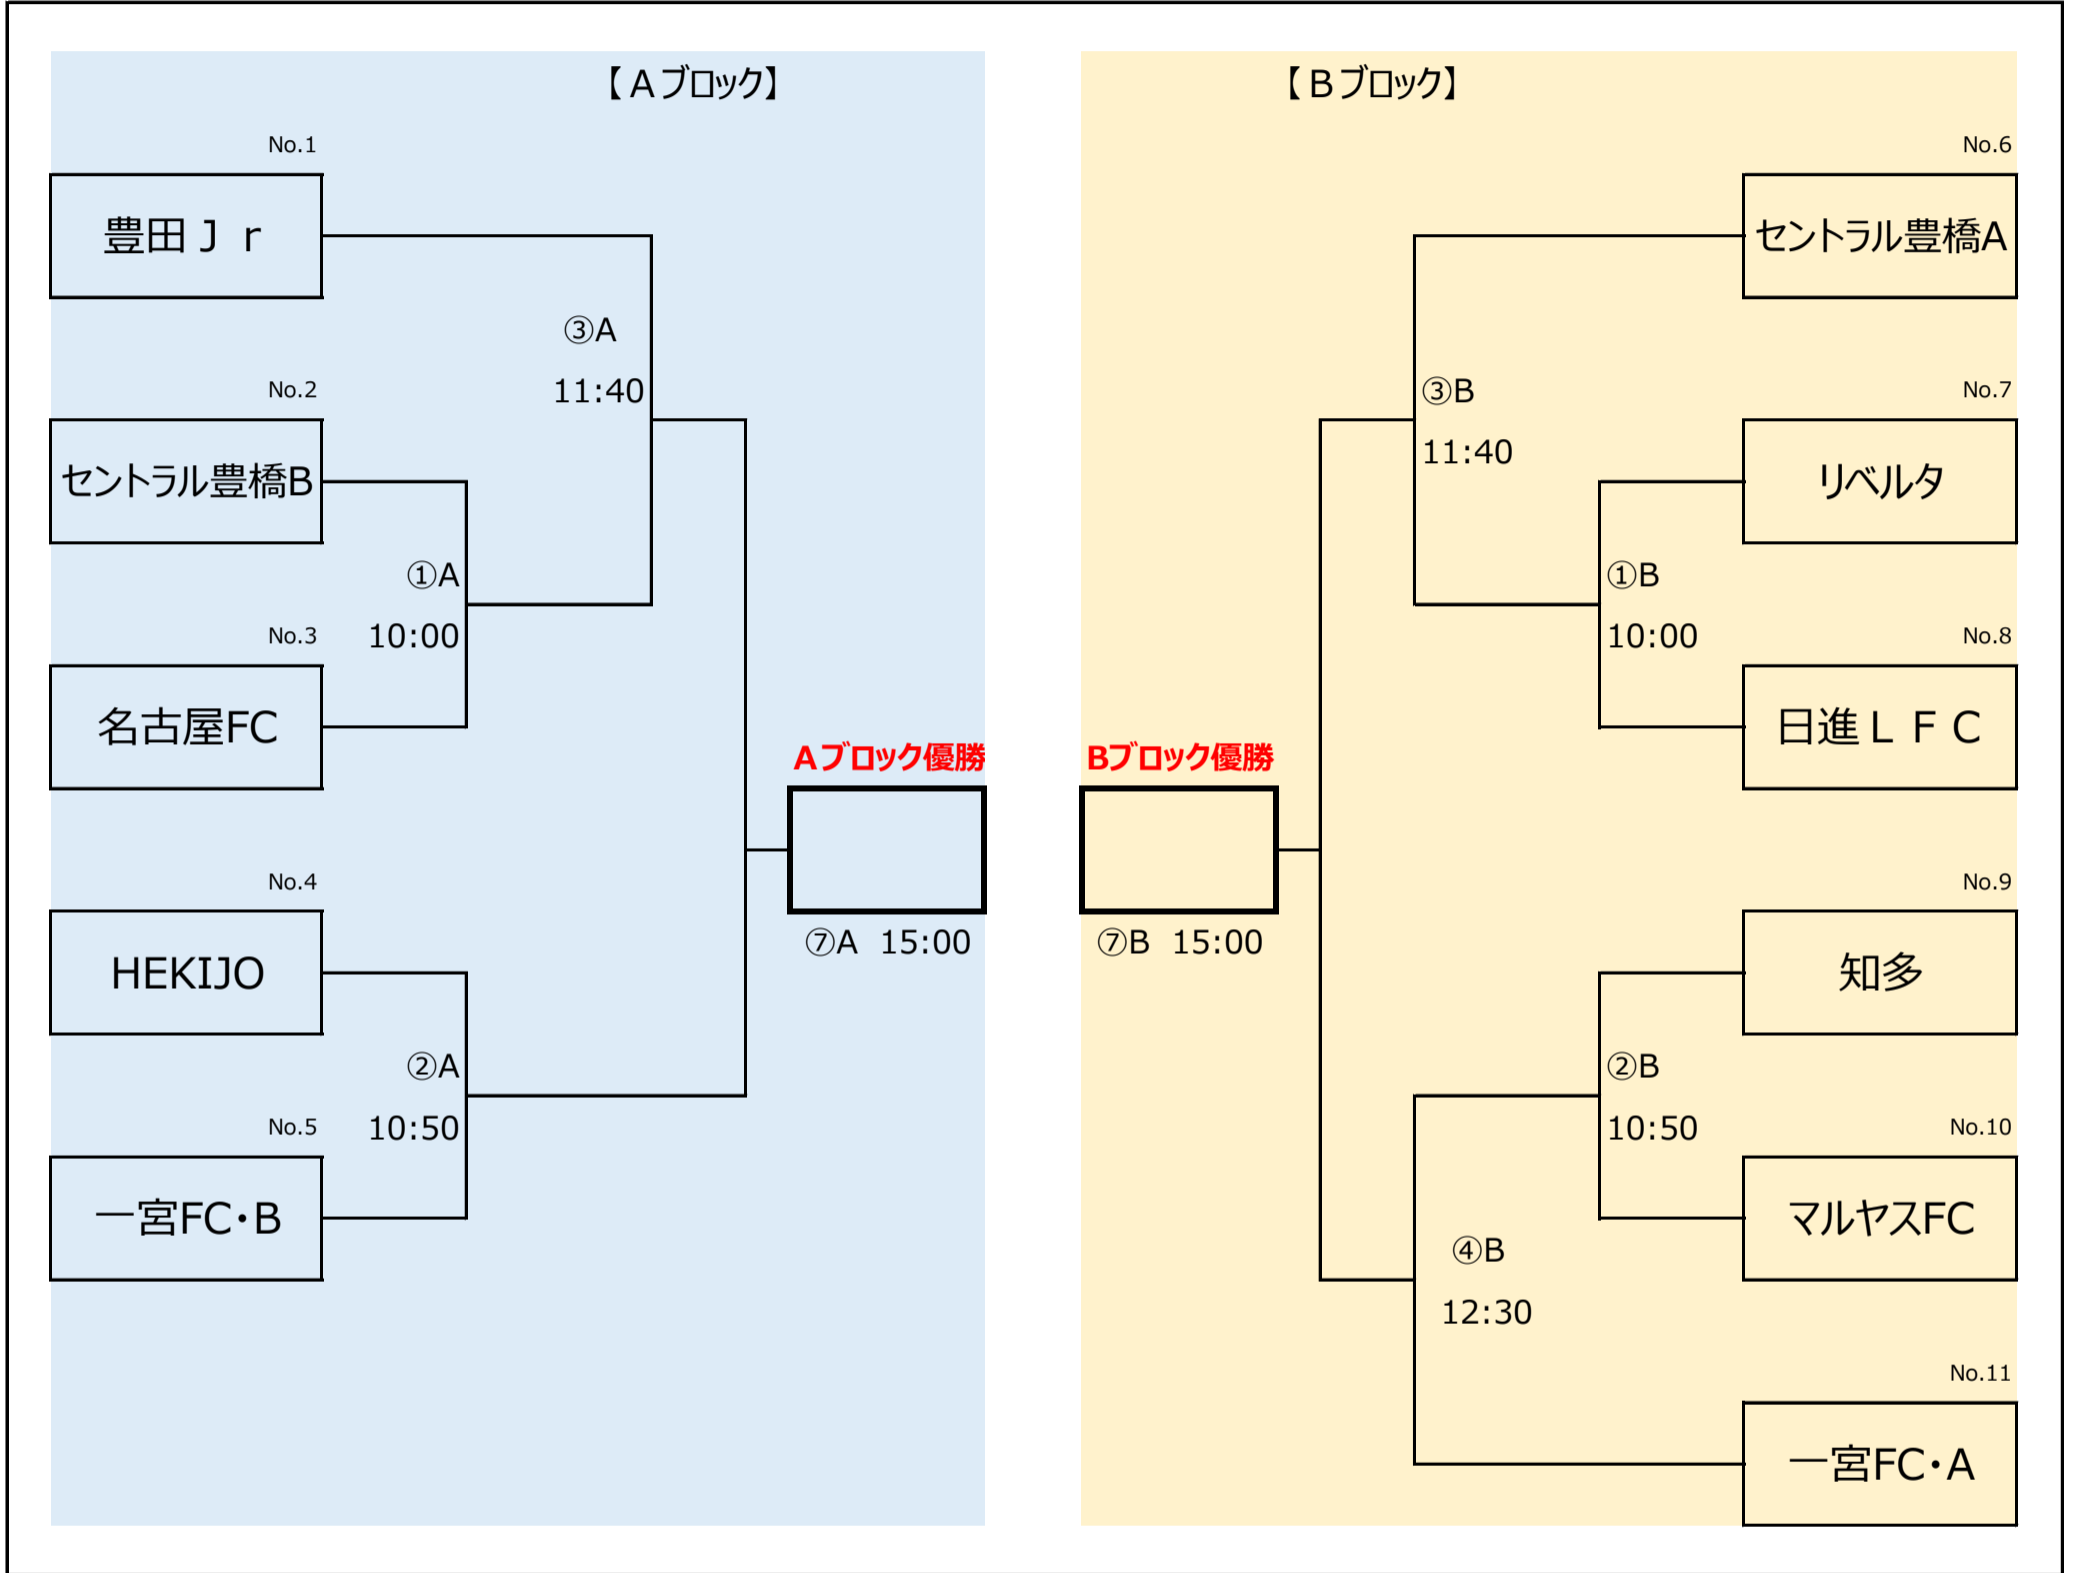 【Aブロック】
No.1
豊田Jr
③A
11:40
No.2
セントラル豊橋B
①A
10:00
No.3
名古屋FC
Aブロック優勝
⑦A 15:00
No.4
HEKIJO
②A
10:50
No.5
一宮FC・B
【Bブロック】
No.6
セントラル豊橋A
③B
11:40
No.7
リベルタ
①B
10:00
No.8
日進LFC
Bブロック優勝
⑦B 15:00
No.9
知多
②B
10:50
No.10
マルヤスFC
④B
12:30
No.11
一宮FC・A